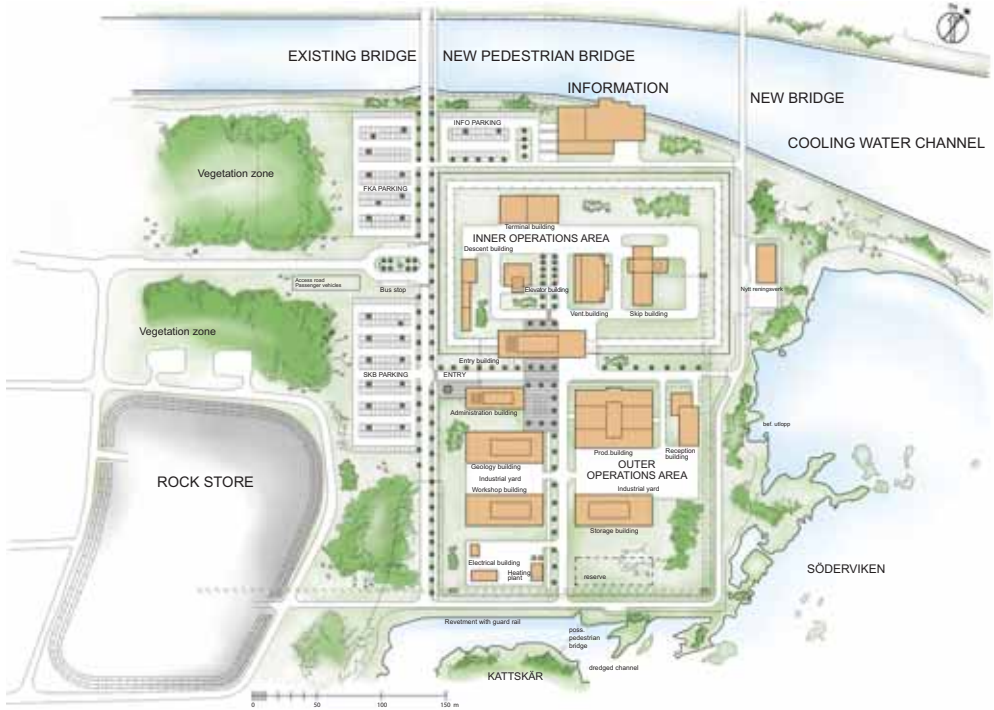 EXISTING BRIDGE
NEW PEDESTRIAN BRIDGE
INFORMATION
NEW BRIDGE
COOLING WATER CHANNEL
INFO PARKING
Vegetation zone
FKA PARKING
Terminal building
INNER OPERATIONS AREA
Descent building
Elevator building
Access road
Passenger vehicles
Bus stop
Nytt reningsverk
Vent.building
Skip building
Vegetation zone
Entry building
SKB PARKING
ENTRY
Administration building
bef. utlopp
Prod.building
Reception
building
Geology building
OUTER
OPERATIONS AREA
Industrial yard
Industrial yard
ROCK STORE
Workshop building
Storage building
Electrical building
Heating
plant
reserve
SÖDERVIKEN
Revetment with guard rail
poss.
pedestrian
bridge
dredged channel
KATTSKÄR
0 50 100 150 m